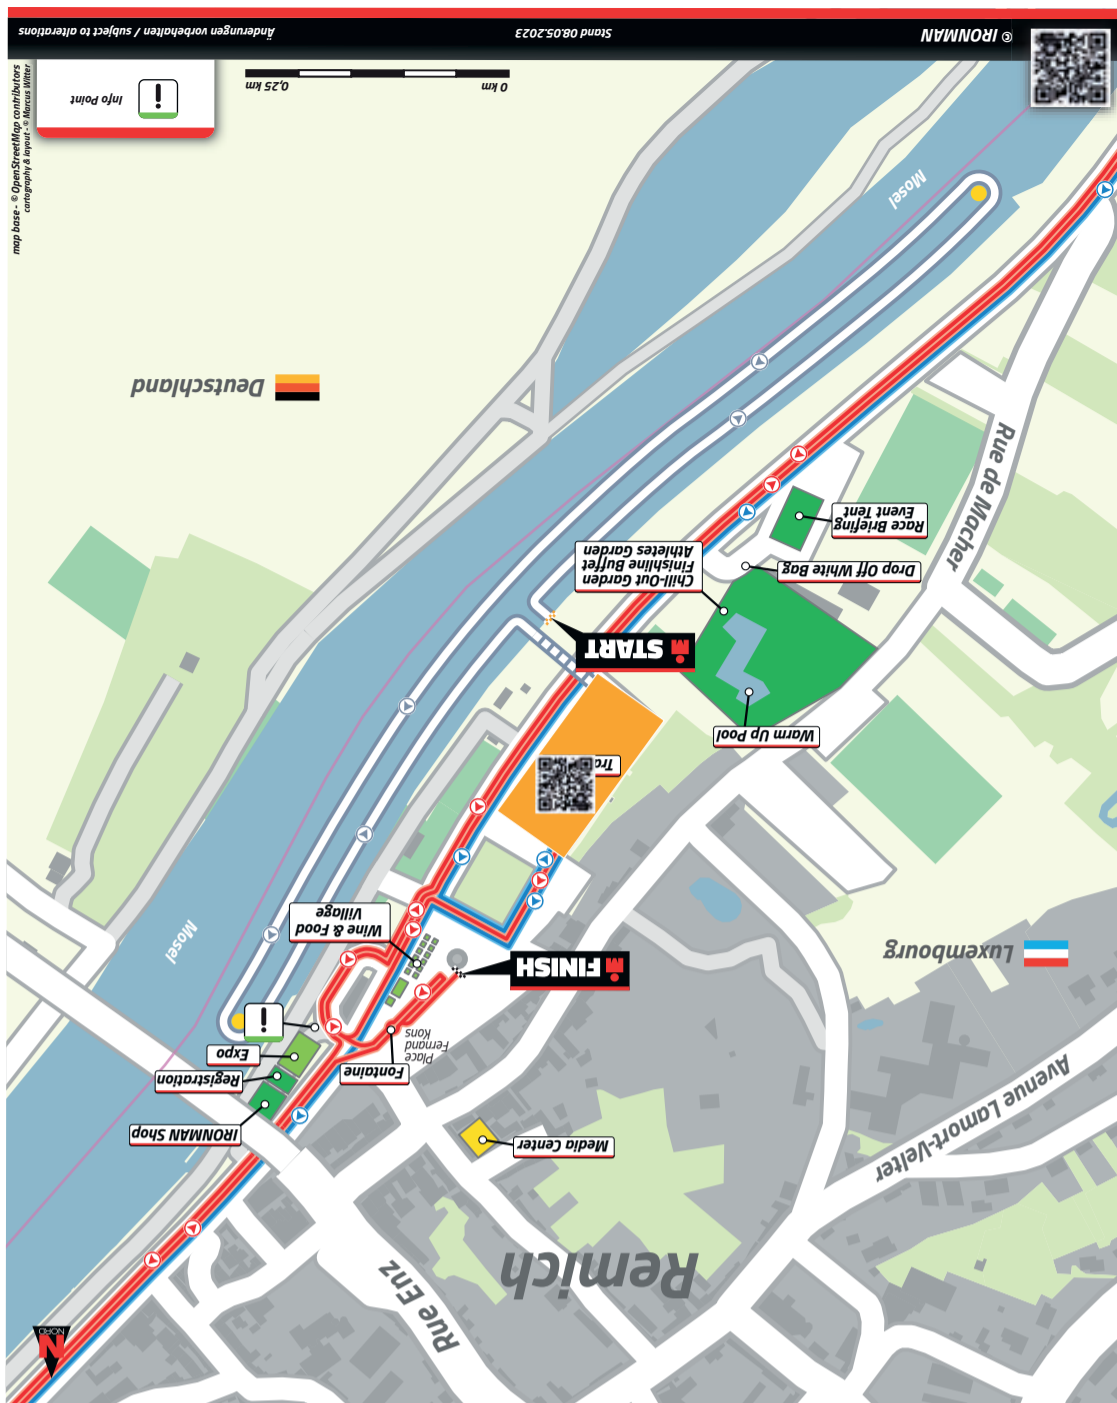 NORD
N
Rue Enz
Remich
IRONMAN Shop
Media Center
Avenue Lamort-Velter
Registration
Fontaine
Expo
Place
Fernand
Kons
FINISH
Luxembourg
Mosel
Wine & Food
Village
Warm Up Pool
START
Chill-Out Garden
Finishline Buffet
Athletes Garden
Drop Off White Bag
Race Briefing
Event Tent
Rue de Macher
Deutschland
Mosel
Info Point
0 km
0,25 km
map base - © OpenStreetMap contributors
cartography & layout - © Marcus Witter
© IRONMAN
Stand 08.05.2023
Änderungen vorbehalten / subject to alterations